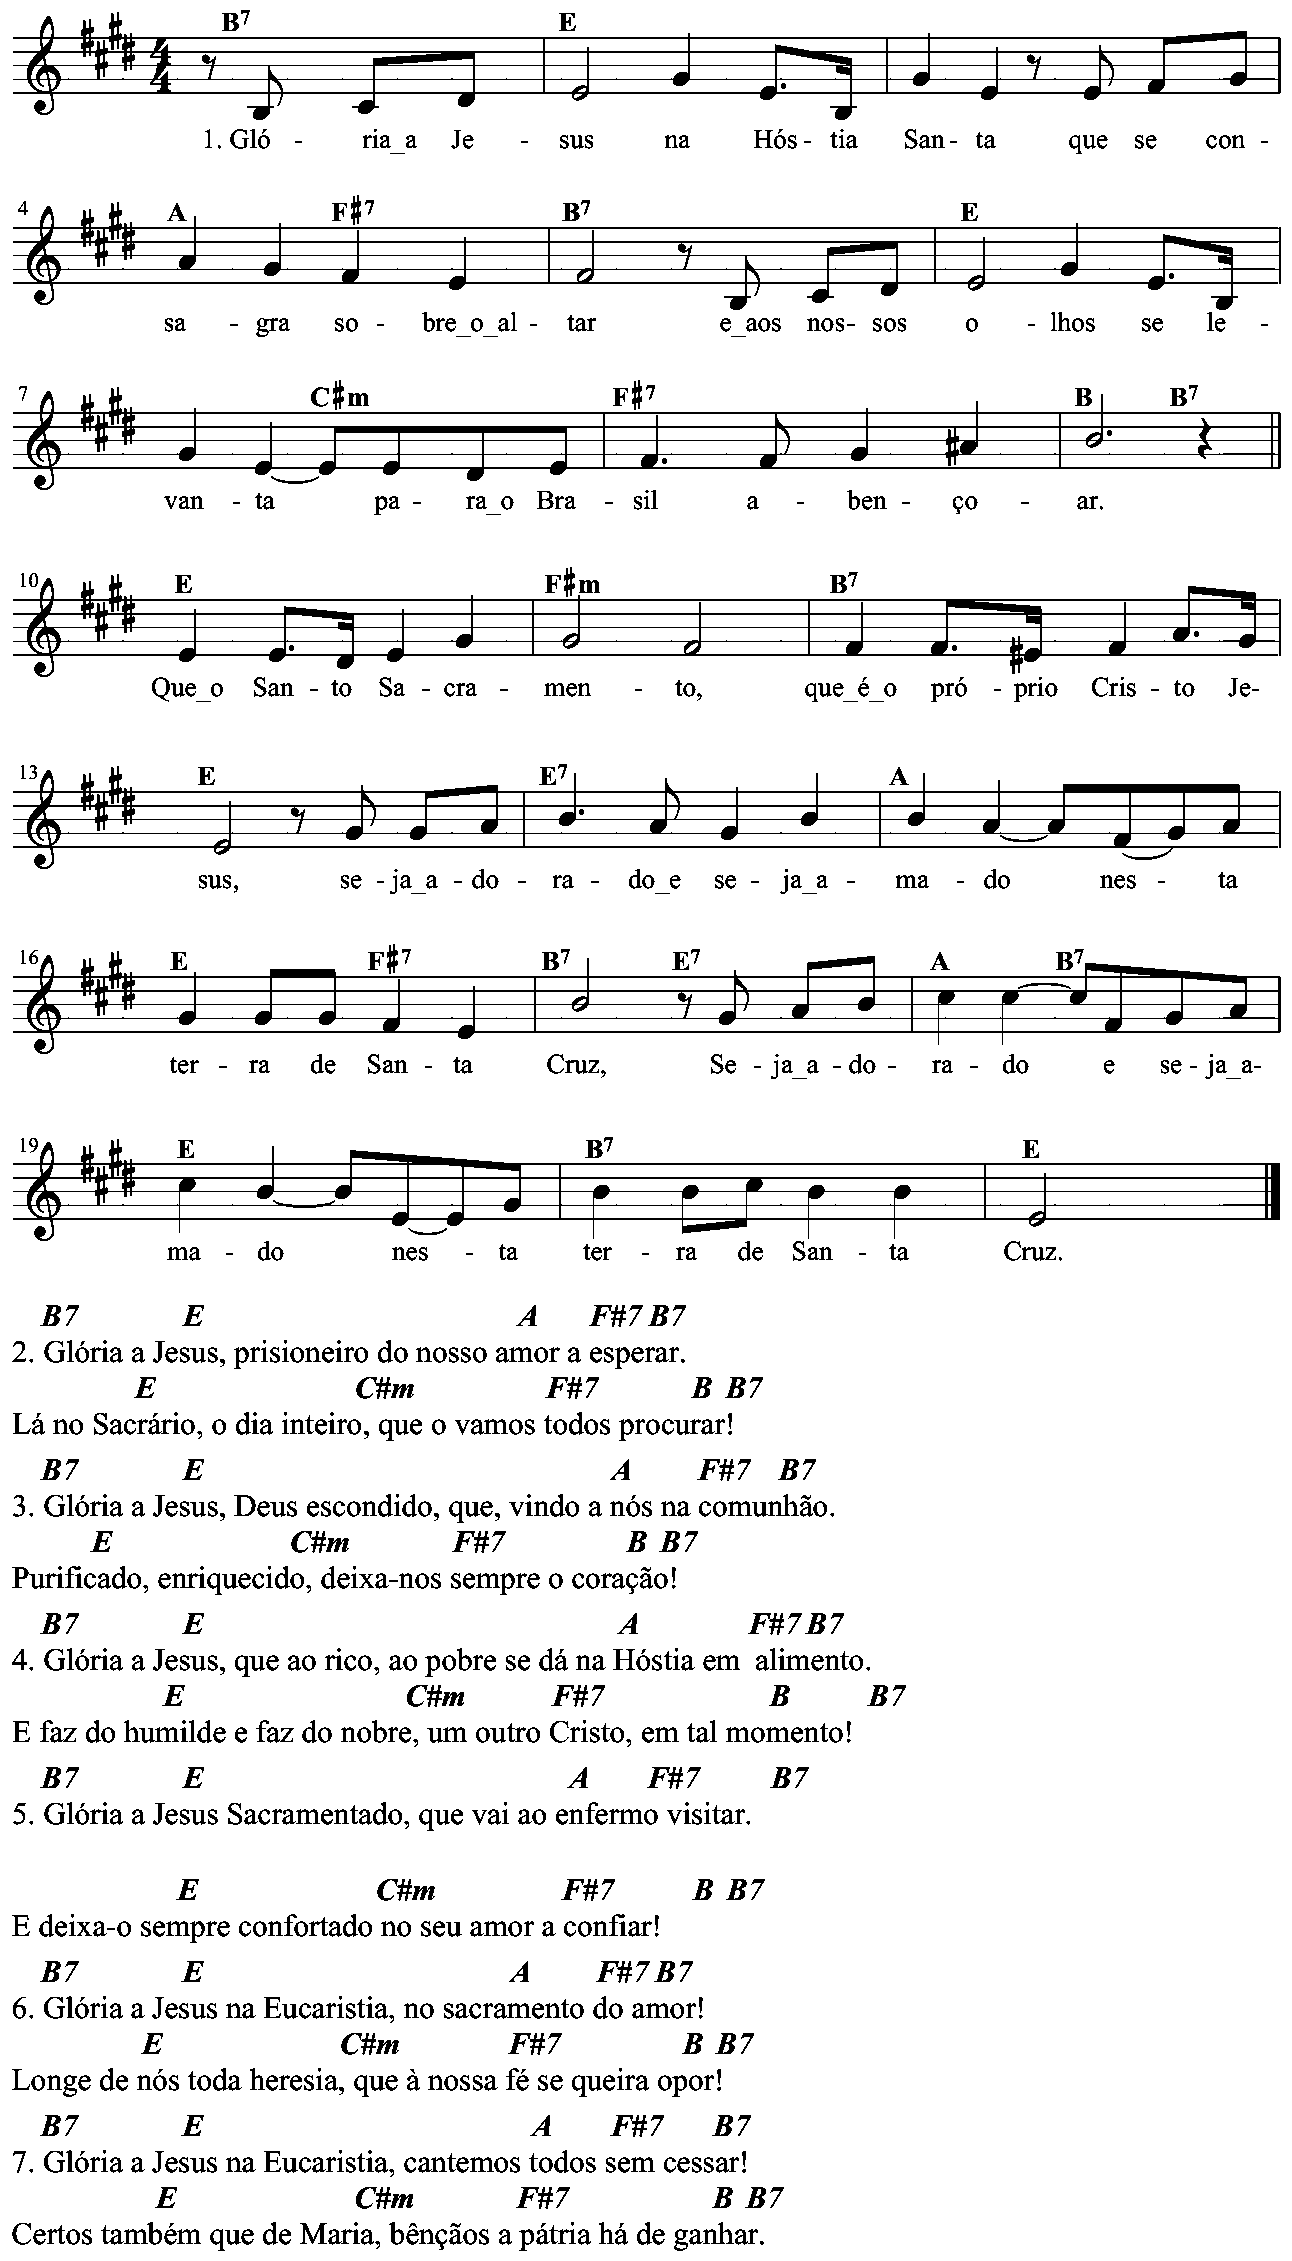 B7 E
1. Gló - ria_a Je - sus na Hós - tia San - ta que se con -
4 A F#7 B7 E
sa - gra so - bre_o_al - tar e_aos nos- sos o - lhos se le -
7 C#m F#7 B B7
van - ta pa - ra_o Bra - sil a - ben - ço - ar.
10 E F#m B7
Que_o San - to Sa - cra - men - to, que_é_o pró - prio Cris - to Je-
13 E E7 A
sus, se - ja_a - do - ra - do_e se - ja_a - ma - do nes - ta
16 E F#7 B7 E7 A B7
ter - ra de San - ta Cruz, Se - ja_a - do - ra - do e se - ja_a-
19 E B7 E
ma - do nes - ta ter - ra de San - ta Cruz.
B7 E A F#7 B7
2. Glória a Jesus, prisioneiro do nosso amor a esperar.
E C#m F#7 B B7
Lá no Sacrário, o dia inteiro, que o vamos todos procurar!
B7 E A F#7 B7
3. Glória a Jesus, Deus escondido, que, vindo a nós na comunhão.
E C#m F#7 B B7
Purificado, enriquecido, deixa-nos sempre o coração!
B7 E A F#7 B7
4. Glória a Jesus, que ao rico, ao pobre se dá na Hóstia em alimento.
E C#m F#7 B B7
E faz do humilde e faz do nobre, um outro Cristo, em tal momento!
B7 E A F#7 B7
5. Glória a Jesus Sacramentado, que vai ao enfermo visitar.
E C#m F#7 B B7
E deixa-o sempre confortado no seu amor a confiar!
B7 E A F#7 B7
6. Glória a Jesus na Eucaristia, no sacramento do amor!
E C#m F#7 B B7
Longe de nós toda heresia, que à nossa fé se queira opor!
B7 E A F#7 B7
7. Glória a Jesus na Eucaristia, cantemos todos sem cessar!
E C#m F#7 B B7
Certos também que de Maria, bênçãos a pátria há de ganhar.